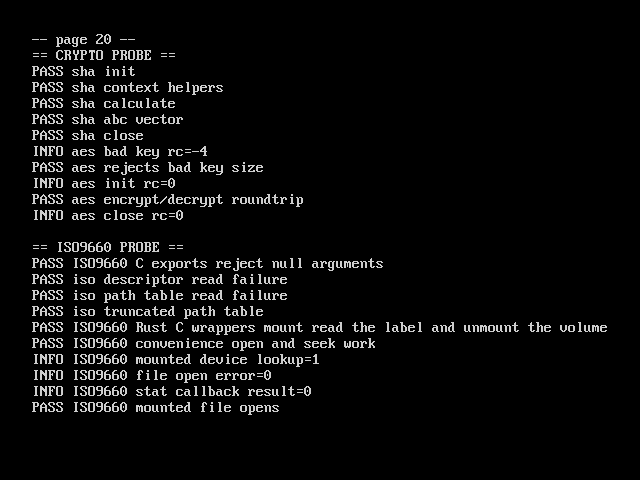 -- page 20 --
== CRYPTO PROBE ==
PASS sha init
PASS sha context helpers
PASS sha calculate
PASS sha abc vector
PASS sha close
INFO aes bad key rc=-4
PASS aes rejects bad key size
INFO aes init rc=0
PASS aes encrypt/decrypt roundtrip
INFO aes close rc=0
== ISO9660 PROBE ==
PASS ISO9660 C exports reject null arguments
PASS iso descriptor read failure
PASS iso path table read failure
PASS iso truncated path table
PASS ISO9660 Rust C wrappers mount read the label and unmount the volume
PASS ISO9660 convenience open and seek work
INFO ISO9660 mounted device lookup=1
INFO ISO9660 file open error=0
INFO ISO9660 stat callback result=0
PASS ISO9660 mounted file opens